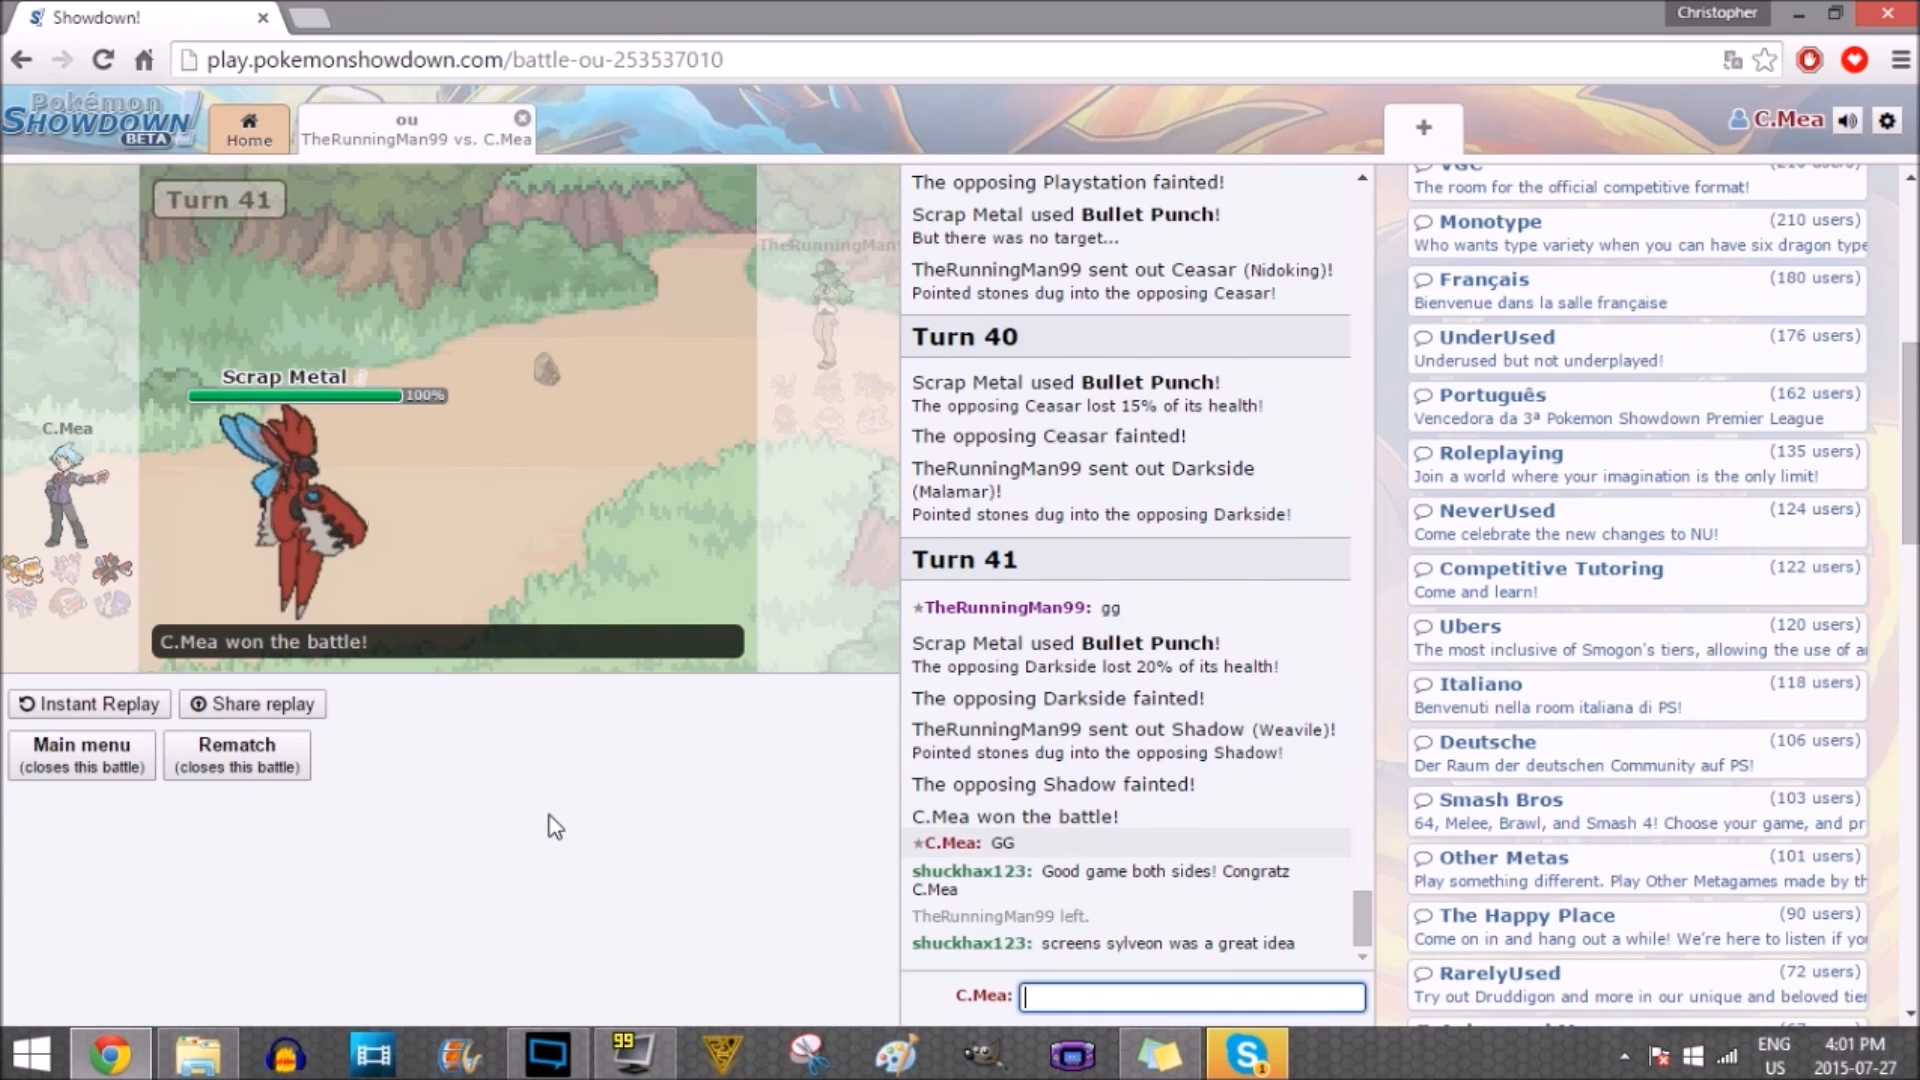 Showdown!
Christopher
play.pokemonshowdown.com/battle-ou-253537010
Pokémon
SHOWDOWN!
BETA
Home
ou
TheRunningMan99 vs. C.Mea
+
C.Mea
Turn 41
TheRunningMan
Scrap Metal
100%
C.Mea
C.Mea won the battle!
Instant Replay
Share replay
Main menu
(closes this battle)
Rematch
(closes this battle)
The opposing Playstation fainted!
Scrap Metal used Bullet Punch!
But there was no target...
TheRunningMan99 sent out Ceasar (Nidoking)!
Pointed stones dug into the opposing Ceasar!
Turn 40
Scrap Metal used Bullet Punch!
The opposing Ceasar lost 15% of its health!
The opposing Ceasar fainted!
TheRunningMan99 sent out Darkside
(Malamar)!
Pointed stones dug into the opposing Darkside!
Turn 41
★TheRunningMan99: gg
Scrap Metal used Bullet Punch!
The opposing Darkside lost 20% of its health!
The opposing Darkside fainted!
TheRunningMan99 sent out Shadow (Weavile)!
Pointed stones dug into the opposing Shadow!
The opposing Shadow fainted!
C.Mea won the battle!
★C.Mea: GG
shuckhax123: Good game both sides! Congratz
C.Mea
TheRunningMan99 left.
shuckhax123: screens sylveon was a great idea
C.Mea:
VGC
The room for the official competitive format!
Monotype (210 users)
Who wants type variety when you can have six dragon type
Français (180 users)
Bienvenue dans la salle française
UnderUsed (176 users)
Underused but not underplayed!
Português (162 users)
Vencedora da 3ª Pokemon Showdown Premier League
Roleplaying (135 users)
Join a world where your imagination is the only limit!
NeverUsed (124 users)
Come celebrate the new changes to NU!
Competitive Tutoring (122 users)
Come and learn!
Ubers (120 users)
The most inclusive of Smogon's tiers, allowing the use of a
Italiano (118 users)
Benvenuti nella room italiana di PS!
Deutsche (106 users)
Der Raum der deutschen Community auf PS!
Smash Bros (103 users)
64, Melee, Brawl, and Smash 4! Choose your game, and pr
Other Metas (101 users)
Play something different. Play Other Metagames made by th
The Happy Place (90 users)
Come on in and hang out a while! We're here to listen if yo
RarelyUsed (72 users)
Try out Druddigon and more in our unique and beloved tier
99
ENG
US
4:01 PM
2015-07-27